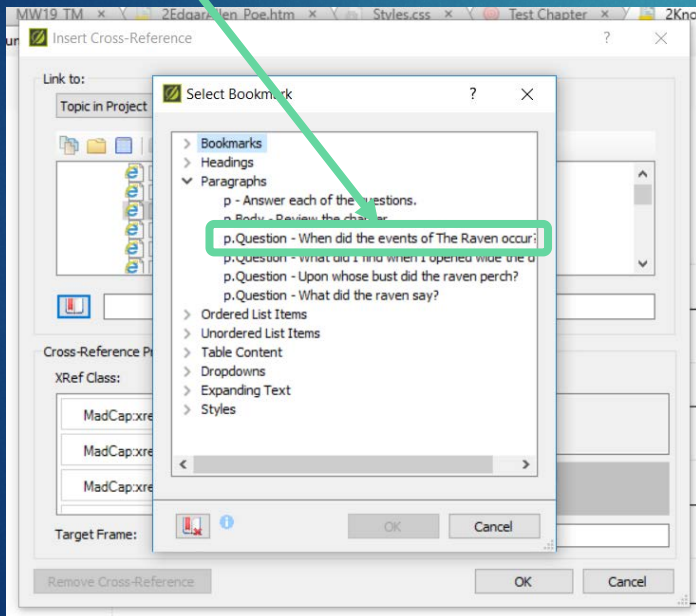 MW19_TM × 2EdgarAllen_Poe.htm × Styles.css × Test Chapter × 2Kno
Insert Cross-Reference ? ×
Link to:
Topic in Project
Select Bookmark ? ×
Bookmarks
Headings
Paragraphs
p - Answer each of the questions.
p.Body - Review the chapter
p.Question - When did the events of The Raven occur?
p.Question - What did I find when I opened wide the d
p.Question - Upon whose bust did the raven perch?
p.Question - What did the raven say?
Ordered List Items
Unordered List Items
Table Content
Dropdowns
Expanding Text
Styles
OK Cancel
Cross-Reference Pr
XRef Class:
MadCap:xre
MadCap:xre
MadCap:xre
Target Frame:
Remove Cross-Reference OK Cancel